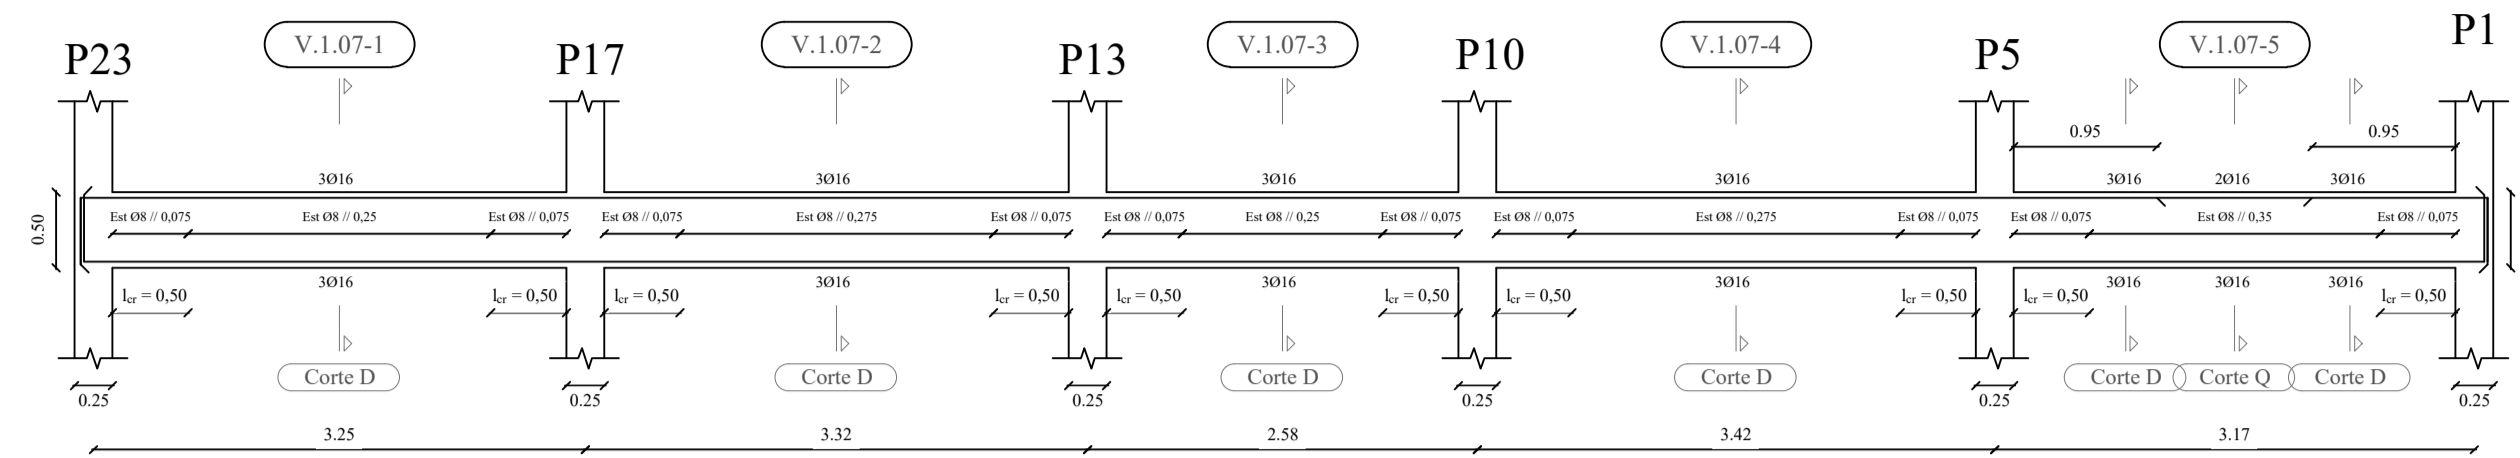 V.1.07-1 V.1.07-2 V.1.07-3 V.1.07-4 V.1.07-5
P23 P17 P13 P10 P5 P1
0.95 0.95
3Ø16 3Ø16 3Ø16 3Ø16 3Ø16 2Ø16 3Ø16
Est Ø8 // 0,075 Est Ø8 // 0,25 Est Ø8 // 0,075 Est Ø8 // 0,075 Est Ø8 // 0,275 Est Ø8 // 0,075 Est Ø8 // 0,075 Est Ø8 // 0,25 Est Ø8 // 0,075 Est Ø8 // 0,075 Est Ø8 // 0,275 Est Ø8 // 0,075 Est Ø8 // 0,075 Est Ø8 // 0,35 Est Ø8 // 0,075
0.50
3Ø16 3Ø16 3Ø16 3Ø16 3Ø16 3Ø16 3Ø16
lcr = 0,50 lcr = 0,50 lcr = 0,50 lcr = 0,50 lcr = 0,50 lcr = 0,50 lcr = 0,50 lcr = 0,50 lcr = 0,50 lcr = 0,50
Corte D Corte D Corte D Corte D Corte D Corte Q Corte D
0.25 0.25 0.25 0.25 0.25 0.25
3.25 3.32 2.58 3.42 3.17